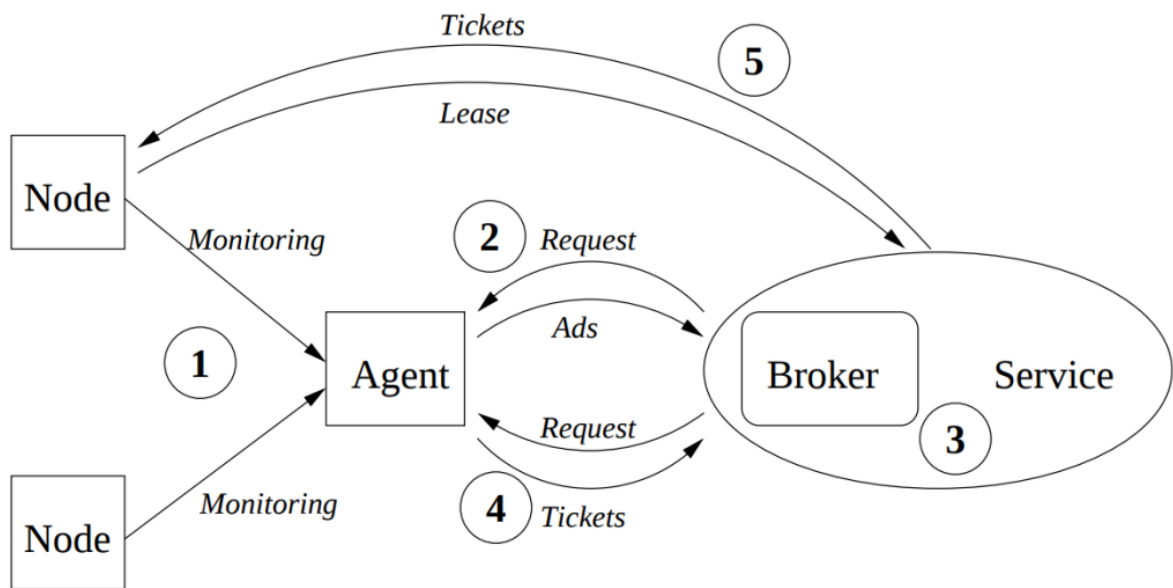 Tickets
5
Lease
Node
Monitoring
2
Request
Ads
1
Agent
Broker
Service
Request
3
Monitoring
4
Tickets
Node